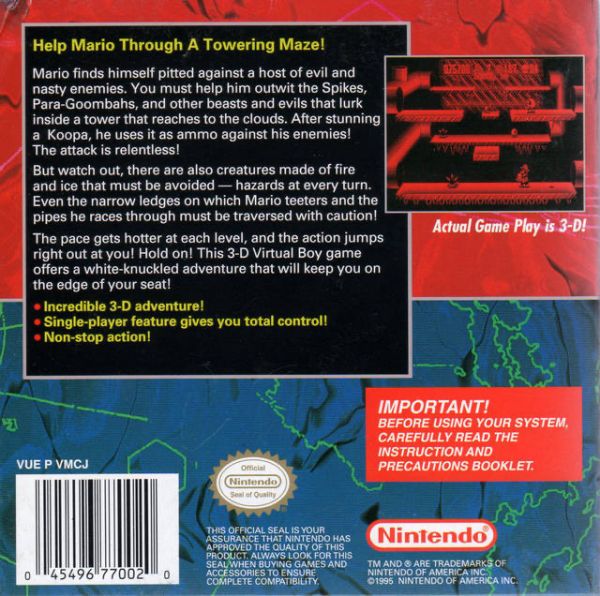 Help Mario Through A Towering Maze!
Mario finds himself pitted against a host of evil and
nasty enemies. You must help him outwit the Spikes,
Para-Goombahs, and other beasts and evils that lurk
inside a tower that reaches to the clouds. After stunning
a Koopa, he uses it as ammo against his enemies!
The attack is relentless!
But watch out, there are also creatures made of fire
and ice that must be avoided — hazards at every turn.
Even the narrow ledges on which Mario teeters and the
pipes he races through must be traversed with caution!
The pace gets hotter at each level, and the action jumps
right out at you! Hold on! This 3-D Virtual Boy game
offers a white-knuckled adventure that will keep you on
the edge of your seat!
• Incredible 3-D adventure!
• Single-player feature gives you total control!
• Non-stop action!
Actual Game Play is 3-D!
IMPORTANT!
BEFORE USING YOUR SYSTEM,
CAREFULLY READ THE
INSTRUCTION AND
PRECAUTIONS BOOKLET.
VUE P VMCJ
0 45496 77002 0
Official
Nintendo
Seal of Quality
THIS OFFICIAL SEAL IS YOUR
ASSURANCE THAT NINTENDO HAS
APPROVED THE QUALITY OF THIS
PRODUCT. ALWAYS LOOK FOR THIS
SEAL WHEN BUYING GAMES AND
ACCESSORIES TO ENSURE
COMPLETE COMPATIBILITY.
Nintendo
TM AND ® ARE TRADEMARKS OF
NINTENDO OF AMERICA INC.
©1995 NINTENDO OF AMERICA INC.